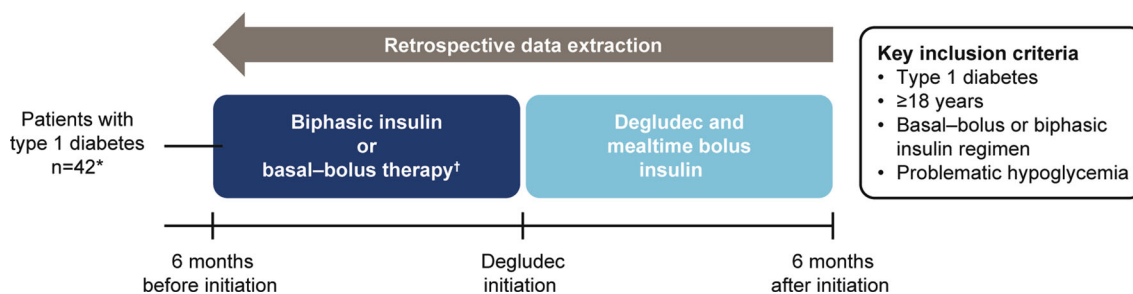 Retrospective data extraction
Patients with
type 1 diabetes
n=42*
Biphasic insulin
or
basal–bolus therapy†
Degludec and
mealtime bolus
insulin
6 months
before initiation
Degludec
initiation
6 months
after initiation
Key inclusion criteria
• Type 1 diabetes
• ≥18 years
• Basal–bolus or biphasic
insulin regimen
• Problematic hypoglycemia